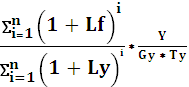 Σⁿᵢ₌₁(1 + Lf)ⁱ
Σⁿᵢ₌₁(1 + Ly)ⁱ * Y
Gy * Ty